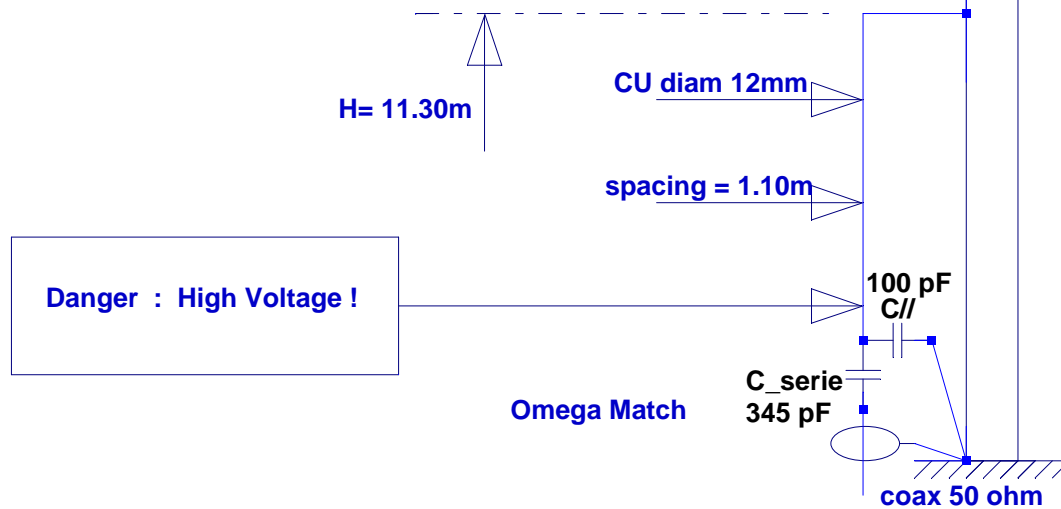 CU diam 12mm
H= 11.30m
spacing = 1.10m
Danger : High Voltage !
100 pF
C//
C_serie
345 pF
Omega Match
coax 50 ohm